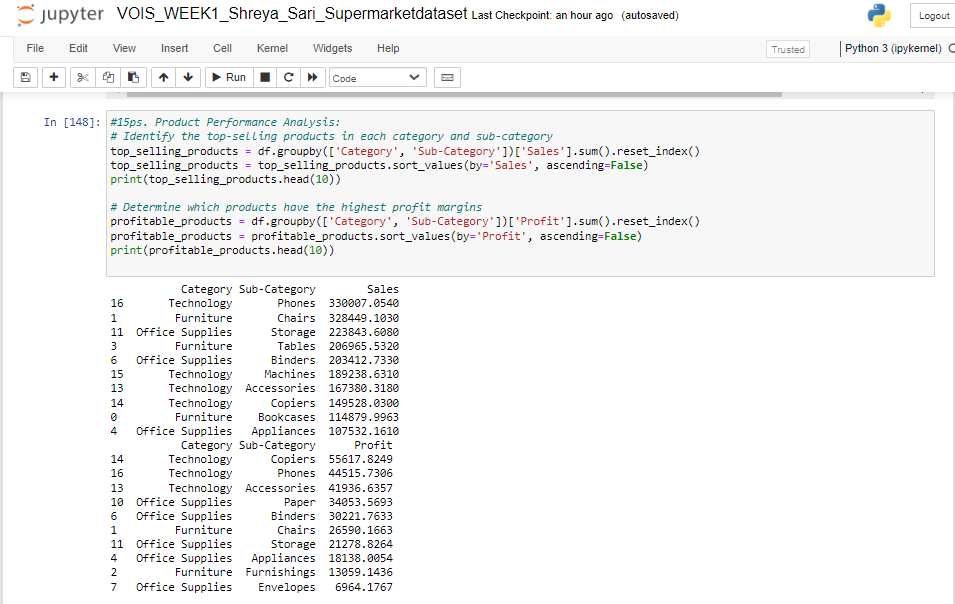 jupyter VOIS_WEEK1_Shreya_Sari_Supermarketdataset Last Checkpoint: an hour ago (autosaved) Logout
File Edit View Insert Cell Kernel Widgets Help Trusted Python 3 (ipykernel)
Run Code
In [148]: #15ps. Product Performance Analysis:
# Identify the top-selling products in each category and sub-category
top_selling_products = df.groupby(['Category', 'Sub-Category'])['Sales'].sum().reset_index()
top_selling_products = top_selling_products.sort_values(by='Sales', ascending=False)
print(top_selling_products.head(10))
# Determine which products have the highest profit margins
profitable_products = df.groupby(['Category', 'Sub-Category'])['Profit'].sum().reset_index()
profitable_products = profitable_products.sort_values(by='Profit', ascending=False)
print(profitable_products.head(10))
Category Sub-Category Sales
16 Technology Phones 330007.0540
1 Furniture Chairs 328449.1030
11 Office Supplies Storage 223843.6080
3 Furniture Tables 206965.5320
6 Office Supplies Binders 203412.7330
15 Technology Machines 189238.6310
13 Technology Accessories 167380.3180
14 Technology Copiers 149528.0300
0 Furniture Bookcases 114879.9963
4 Office Supplies Appliances 107532.1610
Category Sub-Category Profit
14 Technology Copiers 55617.8249
16 Technology Phones 44515.7306
13 Technology Accessories 41936.6357
10 Office Supplies Paper 34053.5693
6 Office Supplies Binders 30221.7633
1 Furniture Chairs 26590.1663
11 Office Supplies Storage 21278.8264
4 Office Supplies Appliances 18138.0054
2 Furniture Furnishings 13059.1436
7 Office Supplies Envelopes 6964.1767